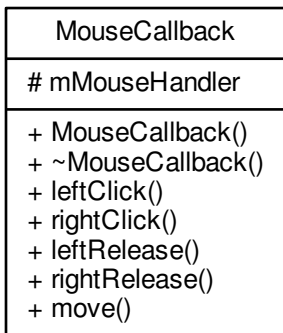 MouseCallback
# mMouseHandler
+ MouseCallback()
+ ~MouseCallback()
+ leftClick()
+ rightClick()
+ leftRelease()
+ rightRelease()
+ move()